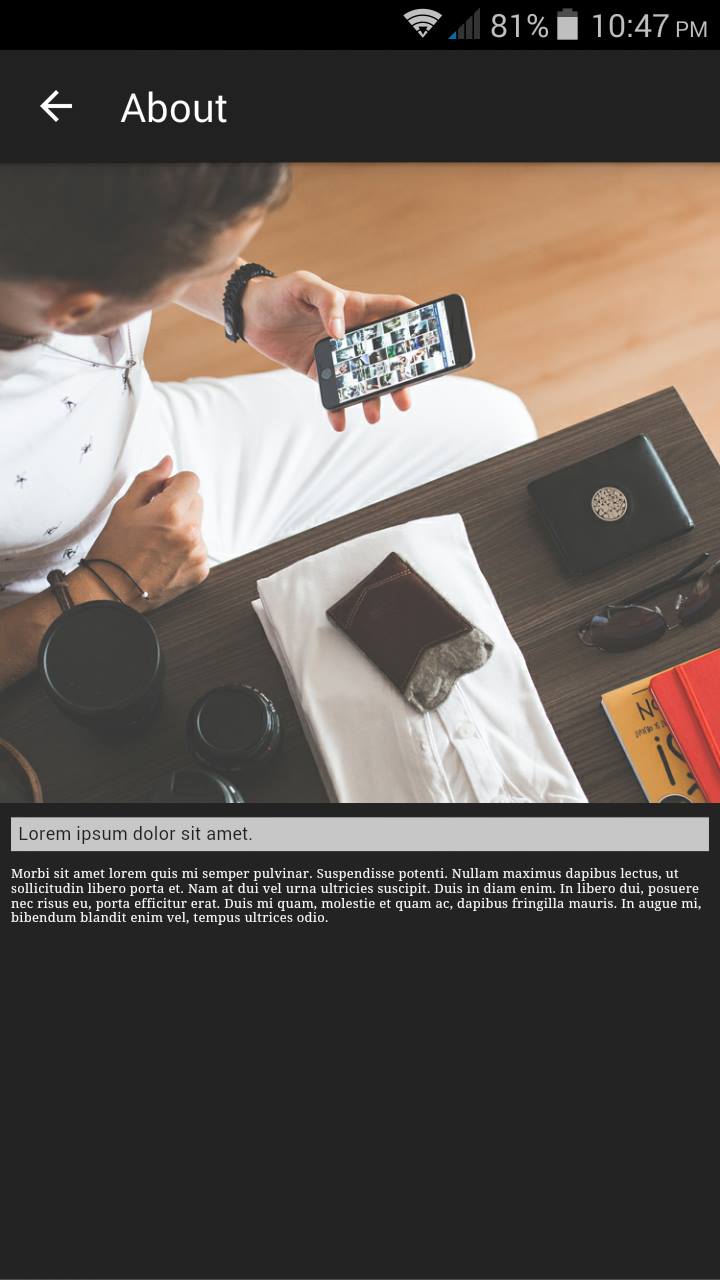 81% 10:47 PM
About
Lorem ipsum dolor sit amet.
Morbi sit amet lorem quis mi semper pulvinar. Suspendisse potenti. Nullam maximus dapibus lectus, ut
sollicitudin libero porta et. Nam at dui vel urna ultricies suscipit. Duis in diam enim. In libero dui, posuere
nec risus eu, porta efficitur erat. Duis mi quam, molestie et quam ac, dapibus fringilla mauris. In augue mi,
bibendum blandit enim vel, tempus ultrices odio.